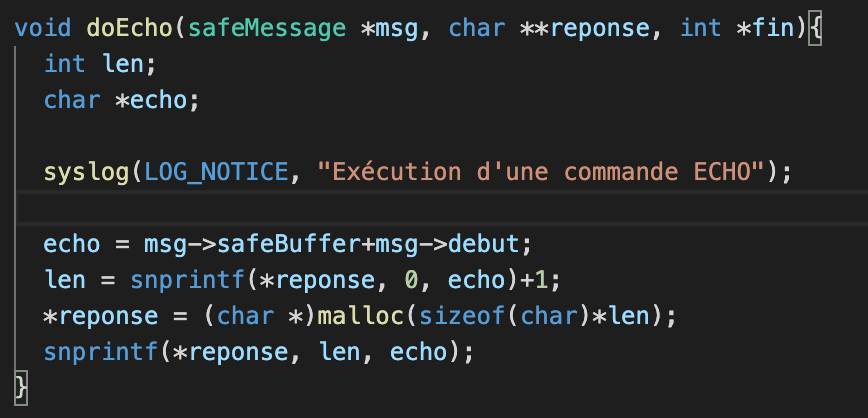 void doEcho(safeMessage *msg, char **reponse, int *fin){
int len;
char *echo;
syslog(LOG_NOTICE, "Exécution d'une commande ECHO");
echo = msg->safeBuffer+msg->debut;
len = snprintf(*reponse, 0, echo)+1;
*reponse = (char *)malloc(sizeof(char)*len);
snprintf(*reponse, len, echo);
}